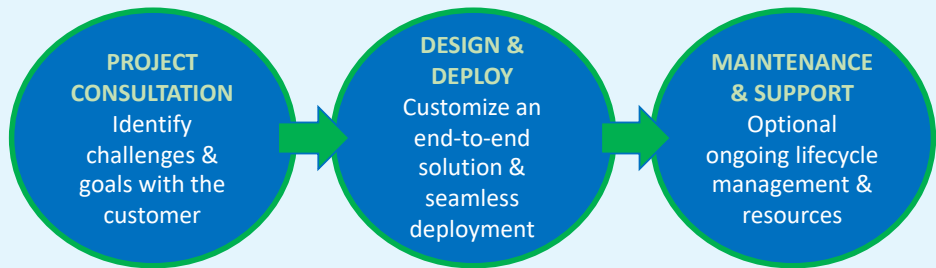 PROJECT
CONSULTATION
Identify
challenges &
goals with the
customer
DESIGN &
DEPLOY
Customize an
end-to-end
solution &
seamless
deployment
MAINTENANCE
& SUPPORT
Optional
ongoing lifecycle
management &
resources